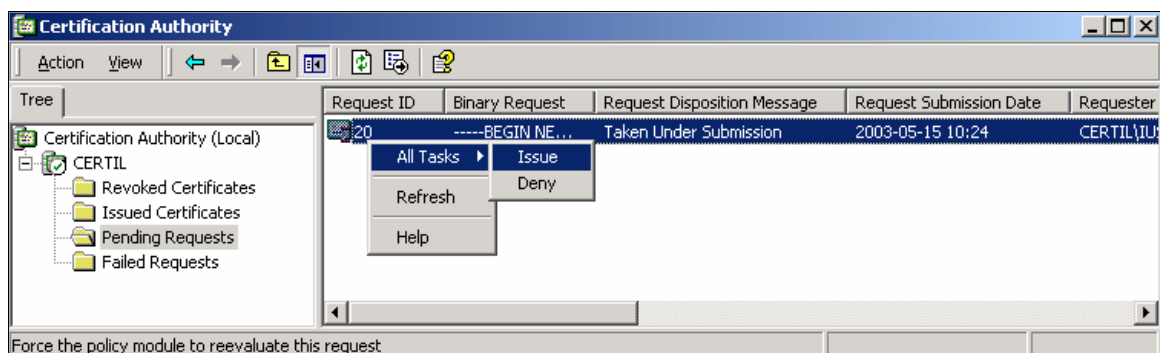 Certification Authority
Action View
Tree
Request ID Binary Request Request Disposition Message Request Submission Date Requester
Certification Authority (Local)
CERTIL
Revoked Certificates
Issued Certificates
Pending Requests
Failed Requests
20 -----BEGIN NE... Taken Under Submission 2003-05-15 10:24 CERTIL\IU
All Tasks
Refresh
Help
Issue
Deny
Force the policy module to reevaluate this request